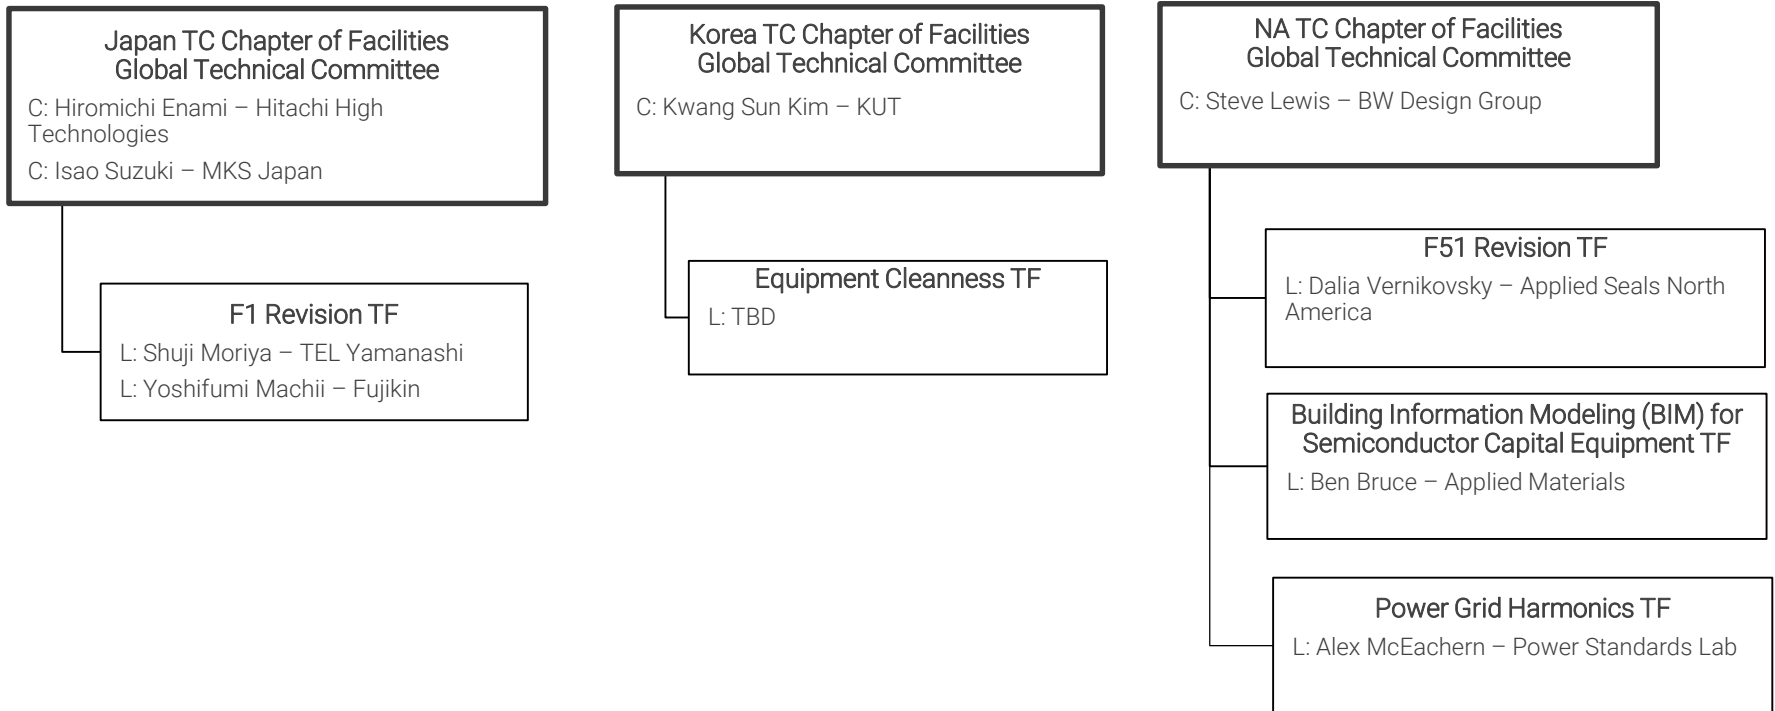 Japan TC Chapter of Facilities
Global Technical Committee
C: Hiromichi Enami – Hitachi High
Technologies
C: Isao Suzuki – MKS Japan
F1 Revision TF
L: Shuji Moriya – TEL Yamanashi
L: Yoshifumi Machii – Fujikin
Korea TC Chapter of Facilities
Global Technical Committee
C: Kwang Sun Kim – KUT
Equipment Cleanness TF
L: TBD
NA TC Chapter of Facilities
Global Technical Committee
C: Steve Lewis – BW Design Group
F51 Revision TF
L: Dalia Vernikovsky – Applied Seals North
America
Building Information Modeling (BIM) for
Semiconductor Capital Equipment TF
L: Ben Bruce – Applied Materials
Power Grid Harmonics TF
L: Alex McEachern – Power Standards Lab